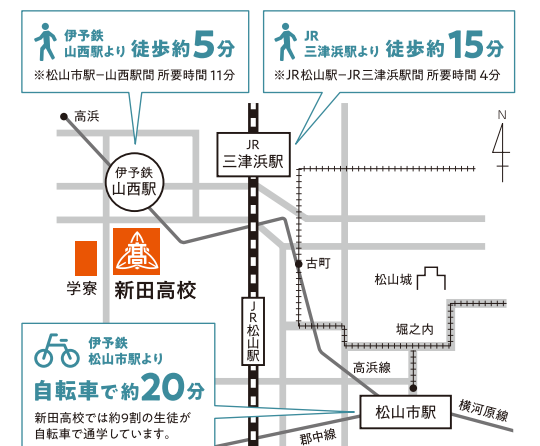 伊予鉄
山西駅より 徒歩約5分
※松山市駅−山西駅間 所要時間 11分
JR
三津浜駅より 徒歩約15分
※JR松山駅−JR三津浜駅間 所要時間 4分
高浜
JR
三津浜駅
N
伊予鉄
山西駅
古町
松山城
学寮
高
新田高校
JR松山駅
堀之内
伊予鉄
松山市駅より
自転車で約20分
新田高校では約9割の生徒が
自転車で通学しています。
高浜線
松山市駅
横河原線
郡中線